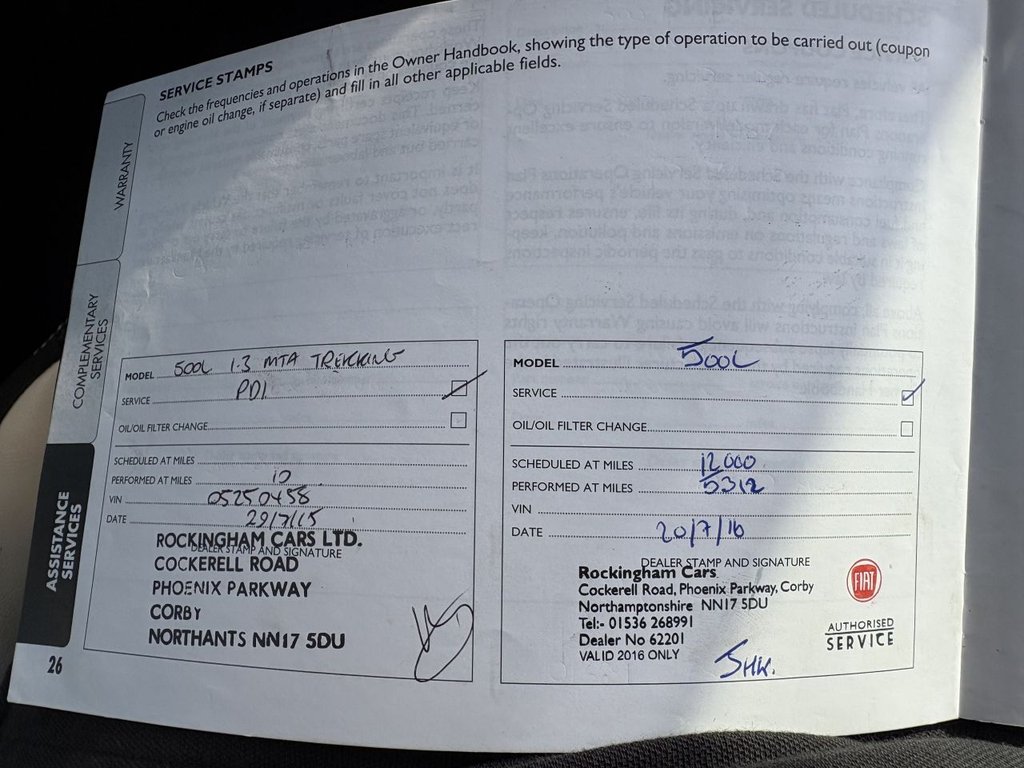 SERVICE STAMPS
Check the frequencies and operations in the Owner Handbook, showing the type of operation to be carried out (coupon
or engine oil change, if separate) and fill in all other applicable fields.
WARRANTY
COMPLEMENTARY
SERVICES
ASSISTANCE
SERVICES
26
MODEL 500L 1.3 MTA TREKKING
SERVICE PDI
OIL/OIL FILTER CHANGE
SCHEDULED AT MILES
PERFORMED AT MILES 10
VIN 05250458
DATE 29/7/15
DEALER STAMP AND SIGNATURE
ROCKINGHAM CARS LTD.
COCKERELL ROAD
PHOENIX PARKWAY
CORBY
NORTHANTS NN17 5DU
MODEL 500L
SERVICE
OIL/OIL FILTER CHANGE
SCHEDULED AT MILES 12000
PERFORMED AT MILES 5312
VIN
DATE 20/7/16
DEALER STAMP AND SIGNATURE
Rockingham Cars
Cockerell Road, Phoenix Parkway, Corby
Northamptonshire NN17 5DU
Tel:- 01536 268991
Dealer No 62201
VALID 2016 ONLY
FIAT
AUTHORISED
SERVICE